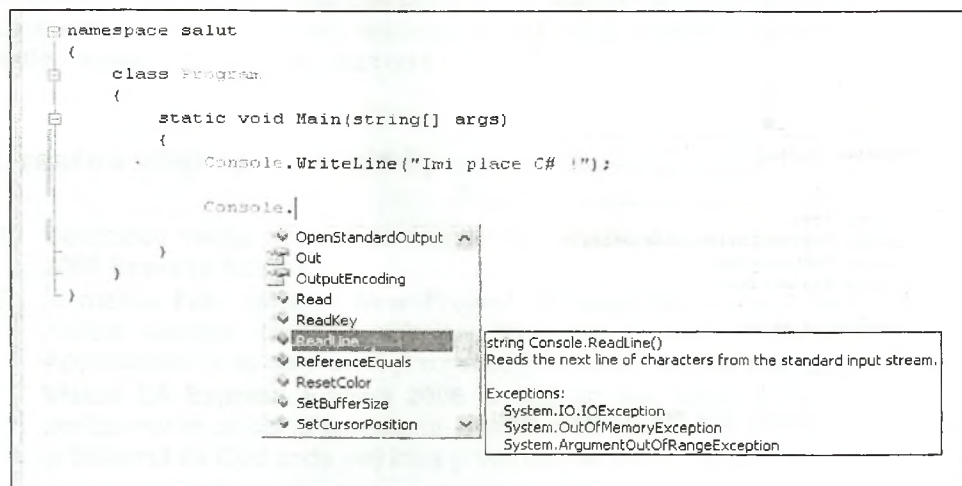 namespace salut
{
class Program
{
static void Main(string[] args)
{
Console.WriteLine("Imi place C# !");
Console.
OpenStandardOutput
Out
OutputEncoding
Read
ReadKey
ReadLine
ReferenceEquals
ResetColor
SetBufferSize
SetCursorPosition
string Console.ReadLine()
Reads the next line of characters from the standard input stream.
Exceptions:
System.IO.IOException
System.OutOfMemoryException
System.ArgumentOutOfRangeException
}
}
}